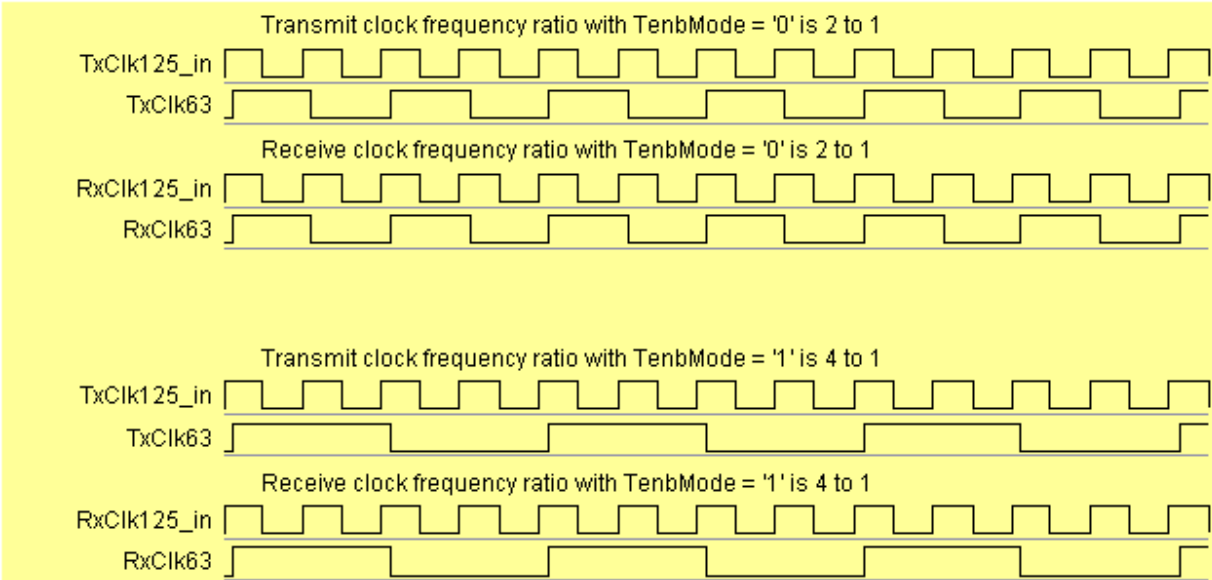 Transmit clock frequency ratio with TenbMode = '0' is 2 to 1
TxClk125_in
TxClk63
Receive clock frequency ratio with TenbMode = '0' is 2 to 1
RxClk125_in
RxClk63
Transmit clock frequency ratio with TenbMode = '1' is 4 to 1
TxClk125_in
TxClk63
Receive clock frequency ratio with TenbMode = '1' is 4 to 1
RxClk125_in
RxClk63